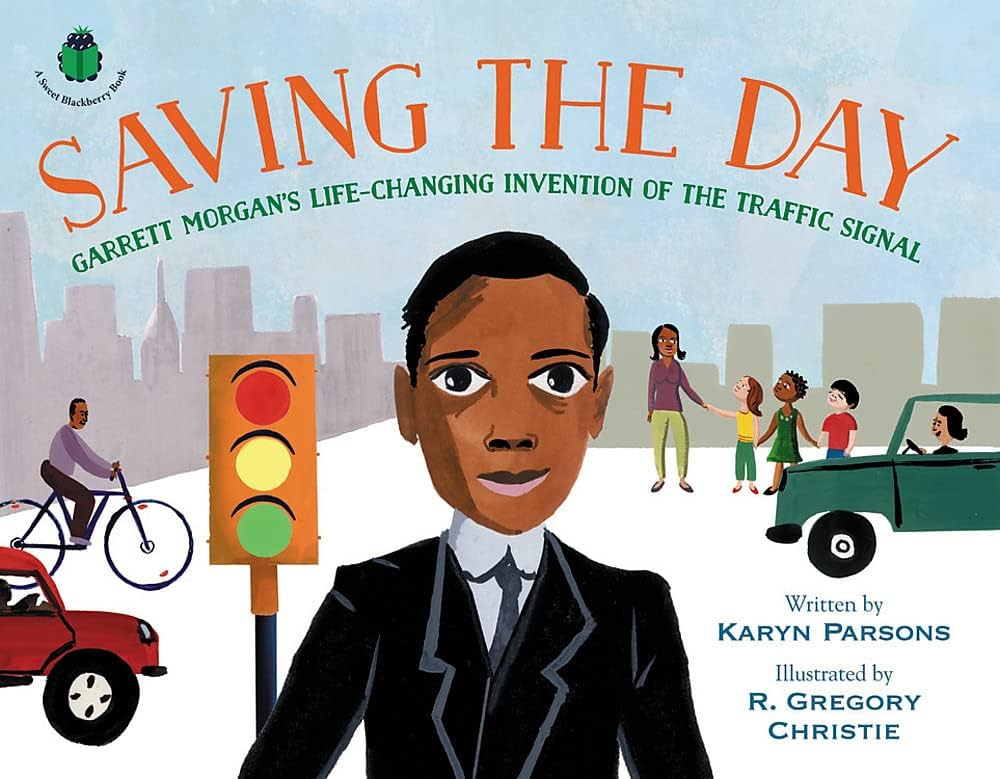 A Sweet Blackberry Book
SAVING THE DAY
GARRETT MORGAN'S LIFE-CHANGING INVENTION OF THE TRAFFIC SIGNAL
Written by
KARYN PARSONS
Illustrated by
R. GREGORY
CHRISTIE